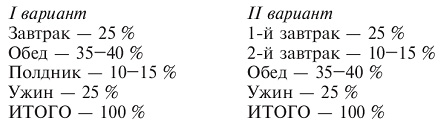 I вариант
Завтрак — 25 %
Обед — 35—40 %
Полдник — 10—15 %
Ужин — 25 %
ИТОГО — 100 %
II вариант
1-й завтрак — 25 %
2-й завтрак — 10—15 %
Обед — 35—40 %
Ужин — 25 %
ИТОГО — 100 %